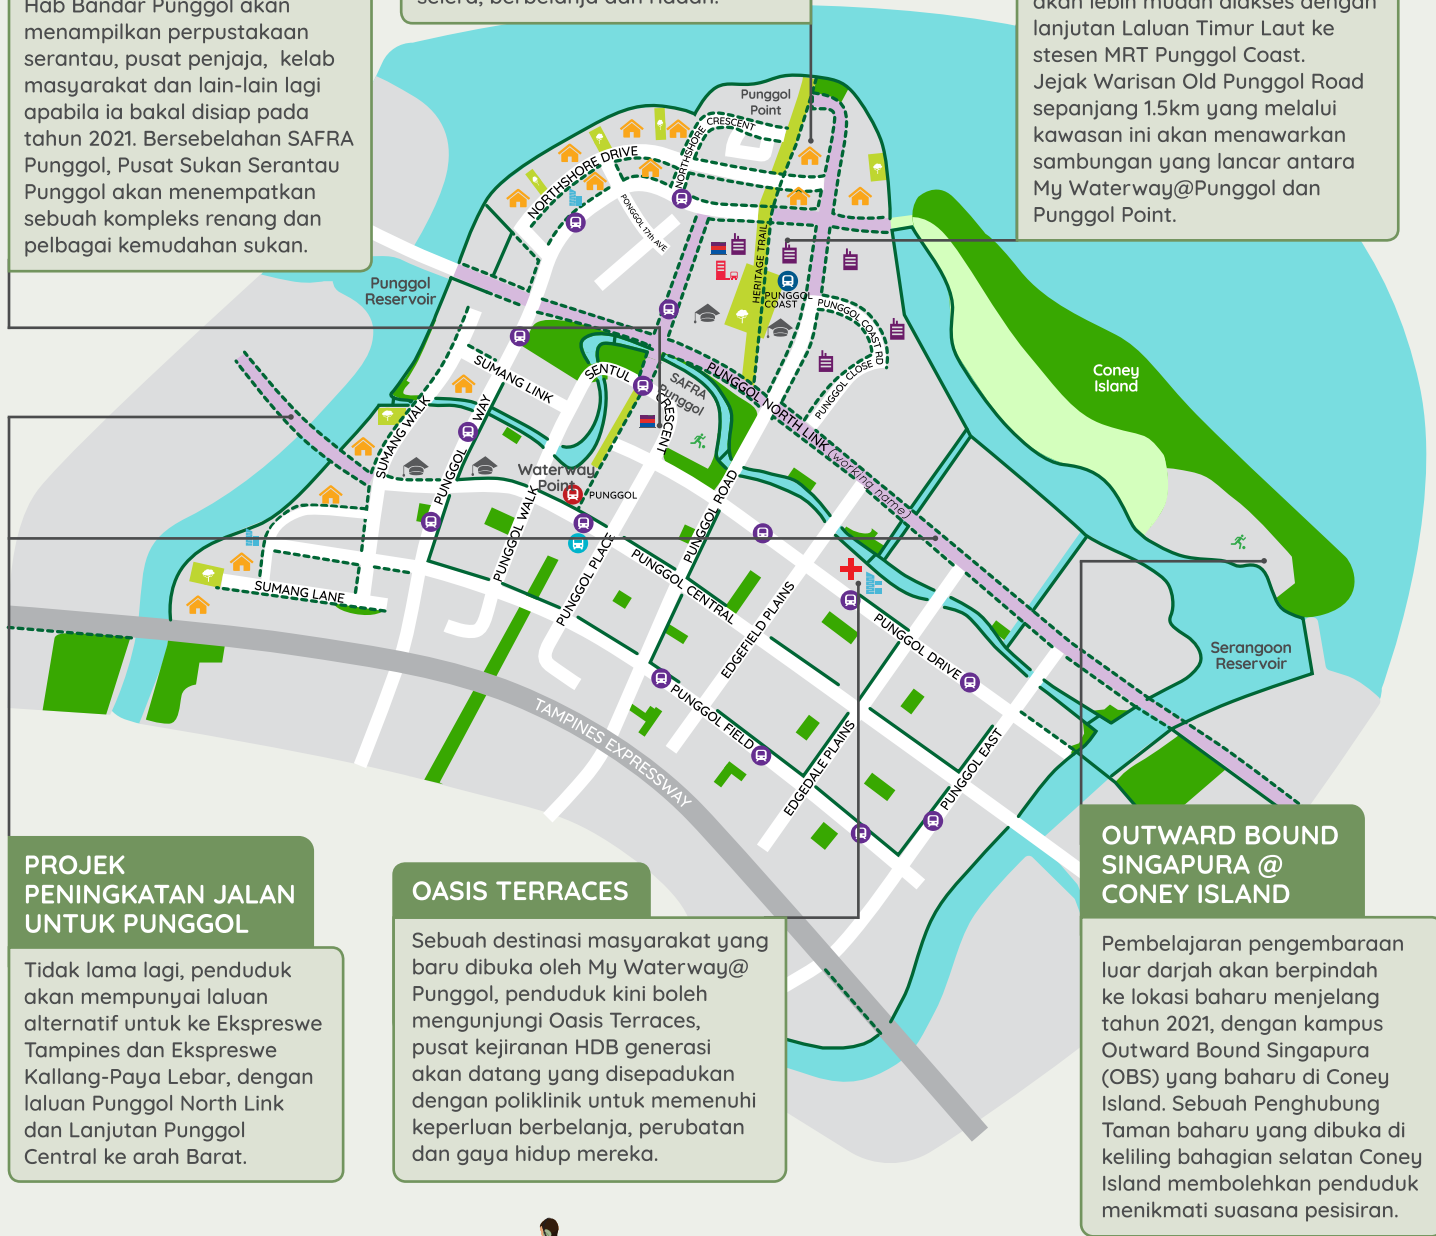 Hab Bandar Punggol akan
menampilkan perpustakaan
serantau, pusat penjaja, kelab
masyarakat dan lain-lain lagi
apabila ia bakal disiap pada
tahun 2021. Bersebelahan SAFRA
Punggol, Pusat Sukan Serantau
Punggol akan menempatkan
sebuah kompleks renang dan
pelbagai kemudahan sukan.
selera, berbelanja dan riadah.
akan lebih mudah diakses dengan
lanjutan Laluan Timur Laut ke
stesen MRT Punggol Coast.
Jejak Warisan Old Punggol Road
sepanjang 1.5km yang melalui
kawasan ini akan menawarkan
sambungan yang lancar antara
My Waterway@Punggol dan
Punggol Point.
Punggol
Point
NORTHSHORE CRESCENT
NORTHSHORE DRIVE
PONGGOL 17th AVE
HERITAGE TRAIL
Punggol
Reservoir
PUNGGOL
COAST
PUNGGOL COAST RD
PUNGGOL CLOSE
SUMANG LINK
SENTUL CRESCENT
SAFRA
Punggol
PUNGGOL NORTH LINK (working name)
Coney
Island
SUMANG WALK
PUNGGOL WAY
Waterway
Point
PUNGGOL
PUNGGOL WALK
PUNGGOL ROAD
PUNGGOL PLACE
PUNGGOL CENTRAL
SUMANG LANE
EDGEFIELD PLAINS
PUNGGOL DRIVE
Serangoon
Reservoir
PUNGGOL FIELD
EDGEDALE PLAINS
PUNGGOL EAST
TAMPINES EXPRESSWAY
PROJEK
PENINGKATAN JALAN
UNTUK PUNGGOL
Tidak lama lagi, penduduk
akan mempunyai laluan
alternatif untuk ke Ekspreswe
Tampines dan Ekspreswe
Kallang-Paya Lebar, dengan
laluan Punggol North Link
dan Lanjutan Punggol
Central ke arah Barat.
OASIS TERRACES
Sebuah destinasi masyarakat yang
baru dibuka oleh My Waterway@
Punggol, penduduk kini boleh
mengunjungi Oasis Terraces,
pusat kejiranan HDB generasi
akan datang yang disepadukan
dengan poliklinik untuk memenuhi
keperluan berbelanja, perubatan
dan gaya hidup mereka.
OUTWARD BOUND
SINGAPURA @
CONEY ISLAND
Pembelajaran pengembaraan
luar darjah akan berpindah
ke lokasi baharu menjelang
tahun 2021, dengan kampus
Outward Bound Singapura
(OBS) yang baharu di Coney
Island. Sebuah Penghubung
Taman baharu yang dibuka di
keliling bahagian selatan Coney
Island membolehkan penduduk
menikmati suasana pesisiran.